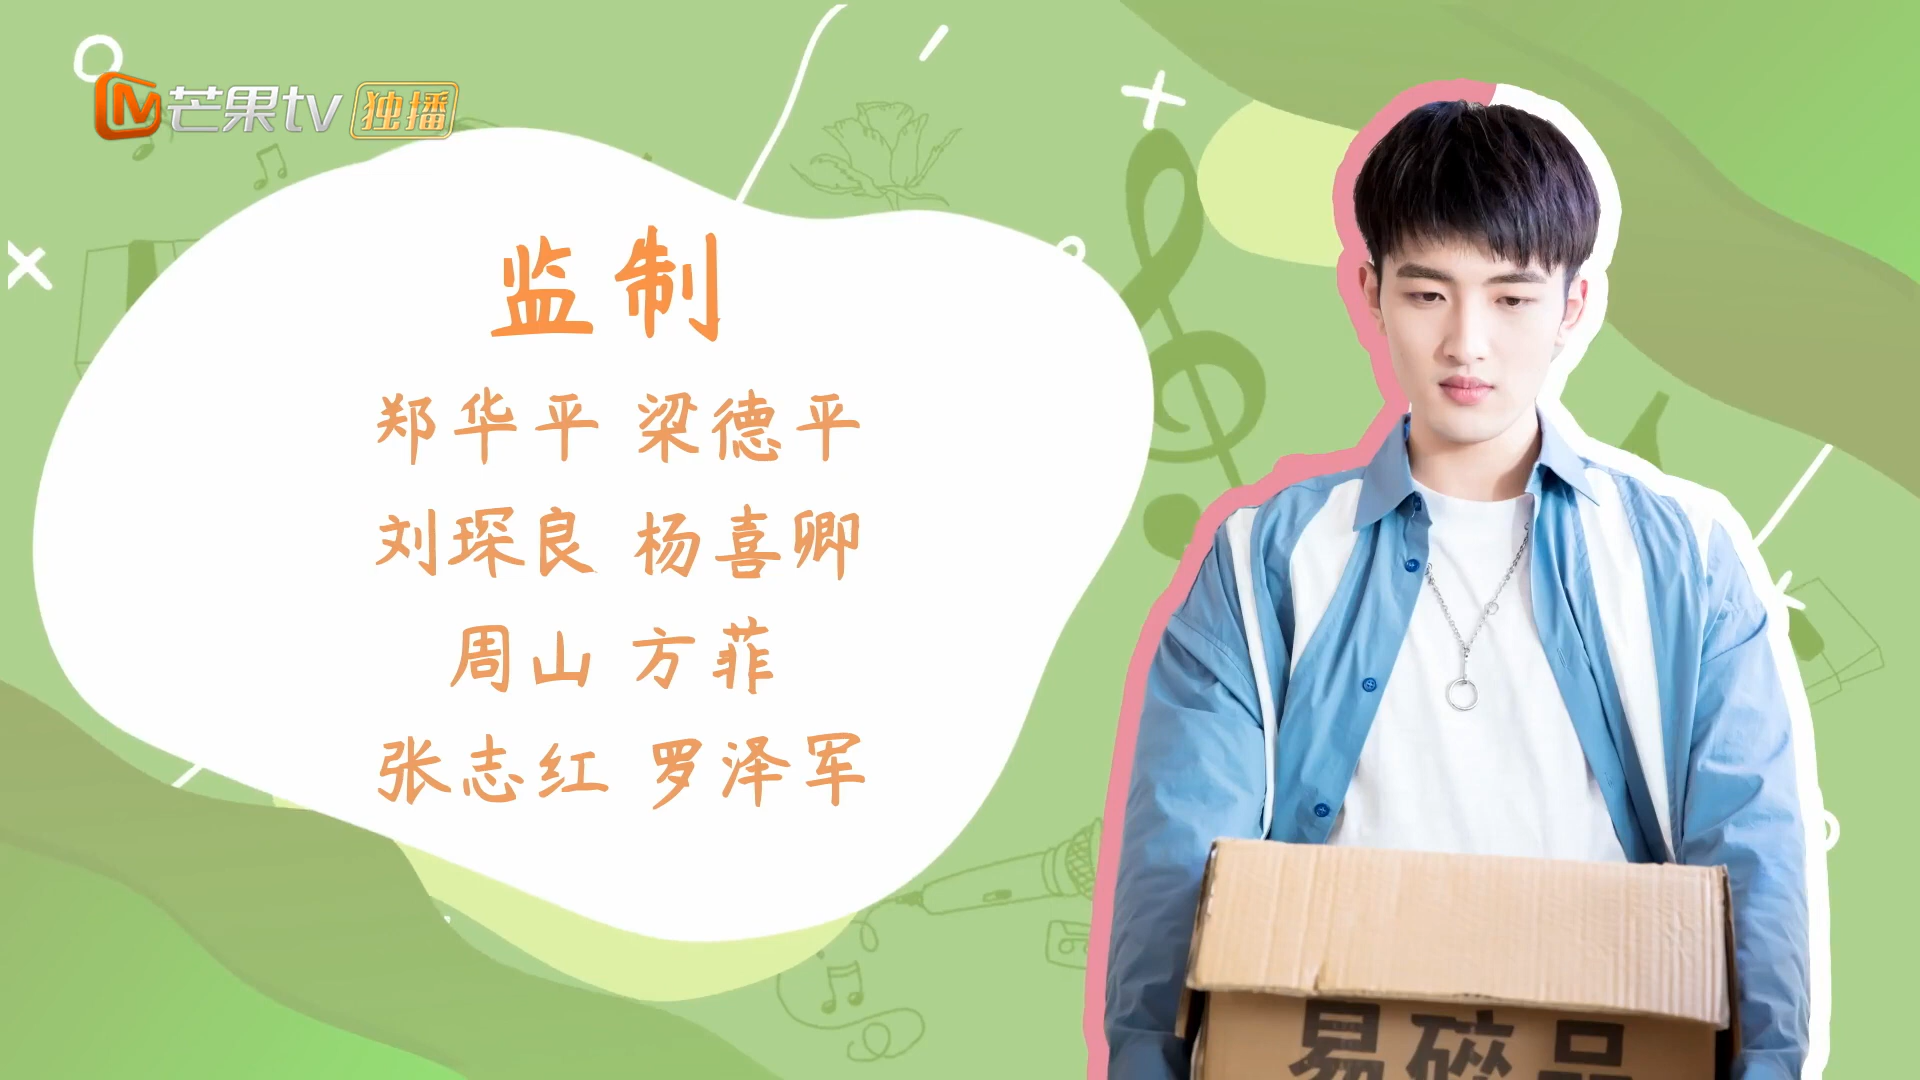 芒果tv 独播
监制
郑华平 梁德平
刘琛良 杨喜卿
周山 方菲
张志红 罗泽军
易碎品